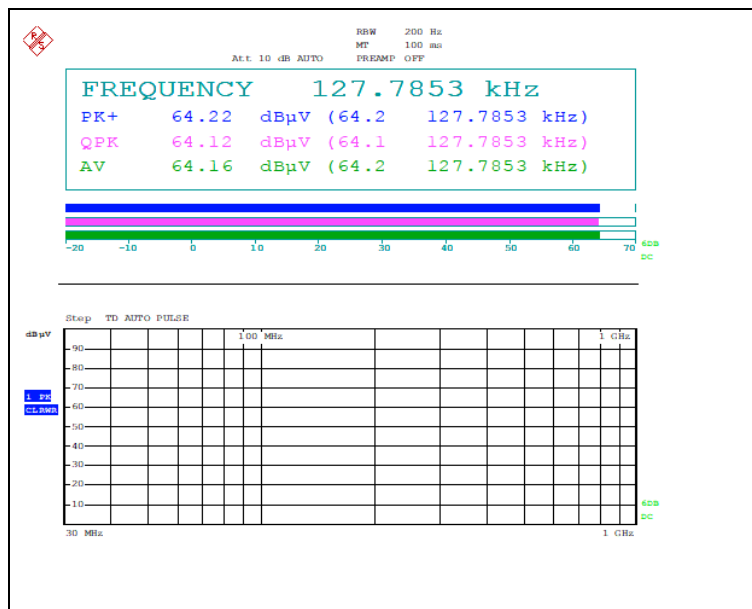 R S
RBW 200 Hz
MT 100 ms
Att 10 dB AUTO PREAMP OFF
FREQUENCY 127.7853 kHz
PK+ 64.22 dBµV (64.2 127.7853 kHz)
QPK 64.12 dBµV (64.1 127.7853 kHz)
AV 64.16 dBµV (64.2 127.7853 kHz)
-20 -10 0 10 20 30 40 50 60 70
6DB
DC
Step TD AUTO PULSE
dBµV
100 MHz 1 GHz
90
80
70
1 PK
CLRWR
60
50
40
30
20
10
6DB
DC
30 MHz 1 GHz